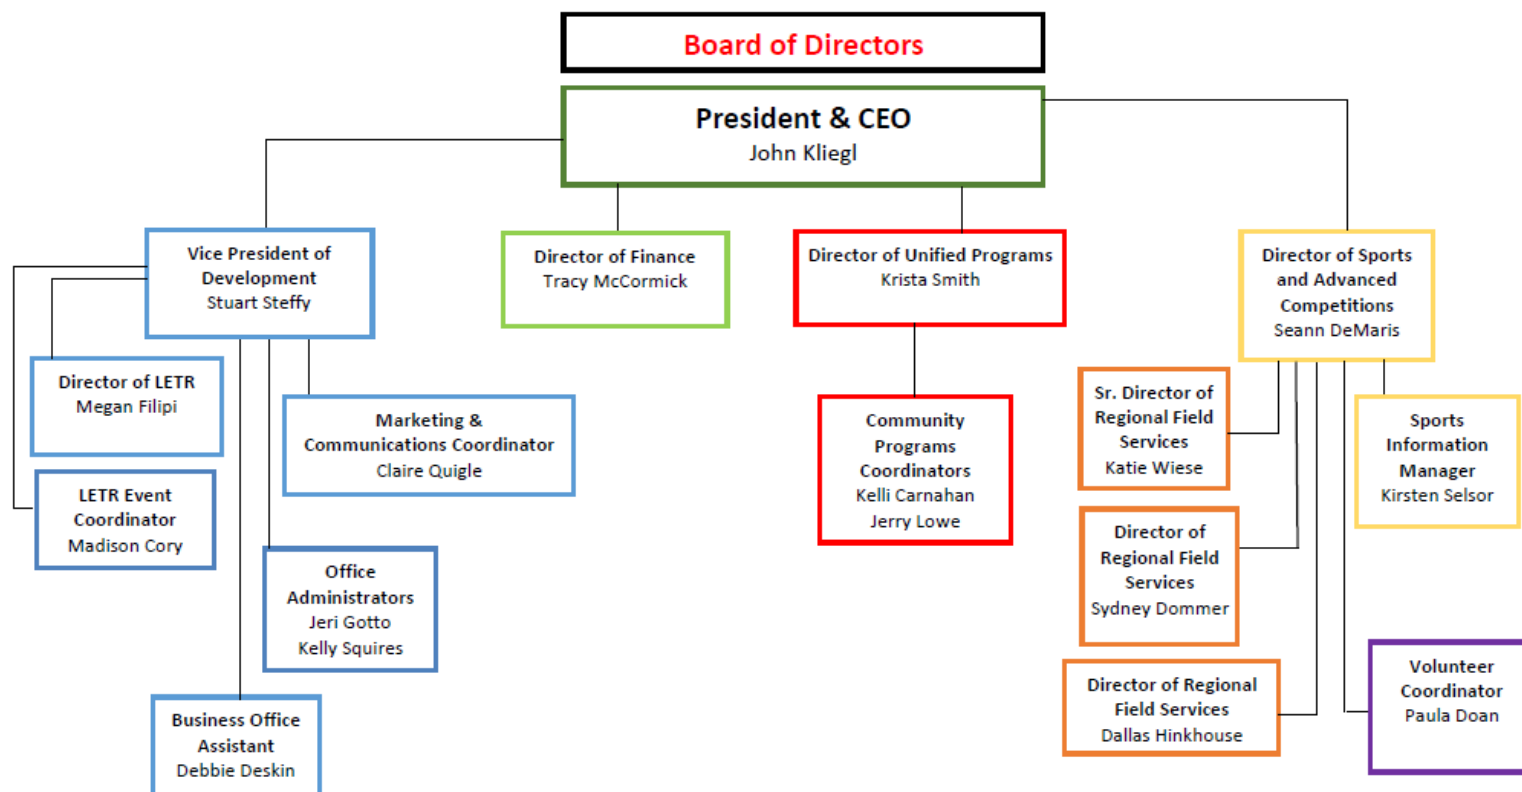 Board of Directors
President & CEO
John Kliegl
Vice President of
Development
Stuart Steffy
Director of Finance
Tracy McCormick
Director of Unified Programs
Krista Smith
Director of Sports
and Advanced
Competitions
Seann DeMaris
Director of LETR
Megan Filipi
Marketing &
Communications Coordinator
Claire Quigle
Community
Programs
Coordinators
Kelli Carnahan
Jerry Lowe
Sr. Director of
Regional Field
Services
Katie Wiese
Sports
Information
Manager
Kirsten Selsor
LETR Event
Coordinator
Madison Cory
Office
Administrators
Jeri Gotto
Kelly Squires
Director of
Regional Field
Services
Sydney Dommer
Business Office
Assistant
Debbie Deskin
Director of Regional
Field Services
Dallas Hinkhouse
Volunteer
Coordinator
Paula Doan